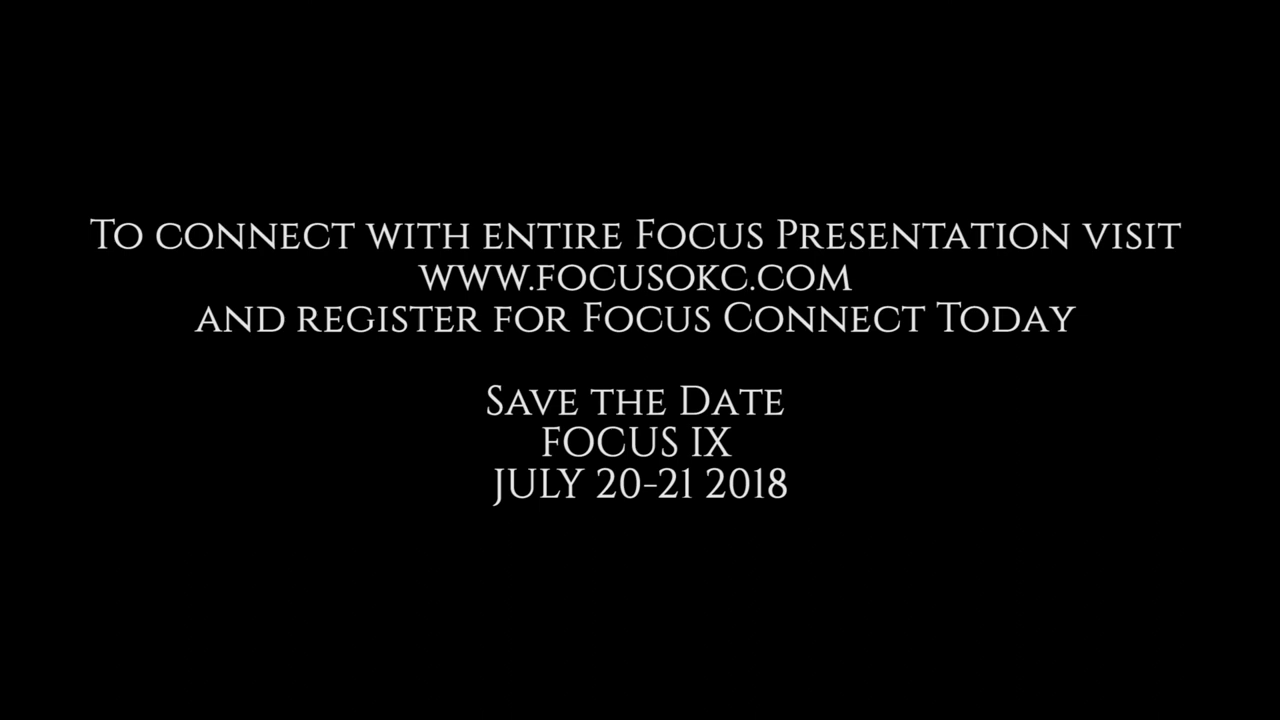 To connect with entire Focus Presentation visit
www.focusokc.com
and register for Focus Connect Today
Save the Date
FOCUS IX
JULY 20-21 2018